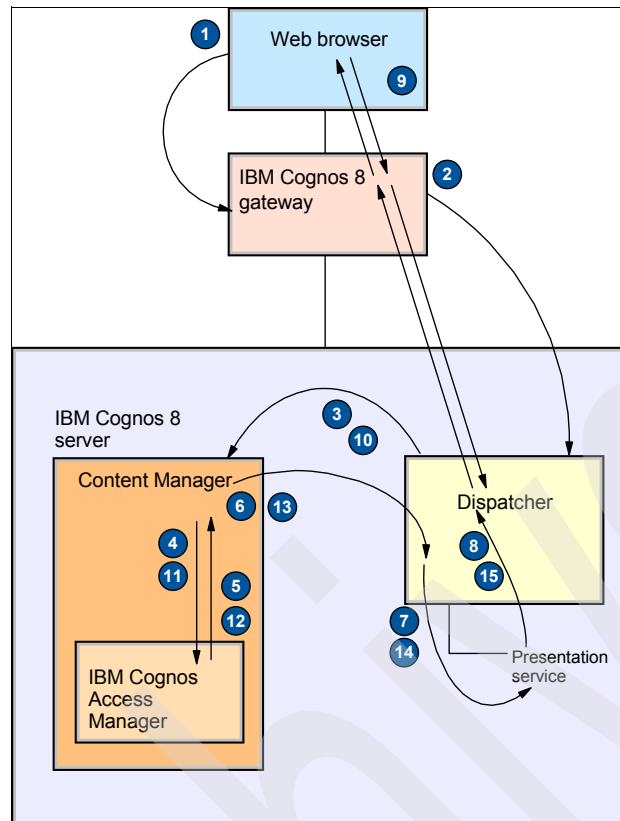 1
Web browser
9
IBM Cognos 8
gateway
2
3
10
IBM Cognos 8
server
Content Manager
6
13
Dispatcher
4
11
5
12
8
15
7
14
Presentation
service
IBM Cognos
Access
Manager